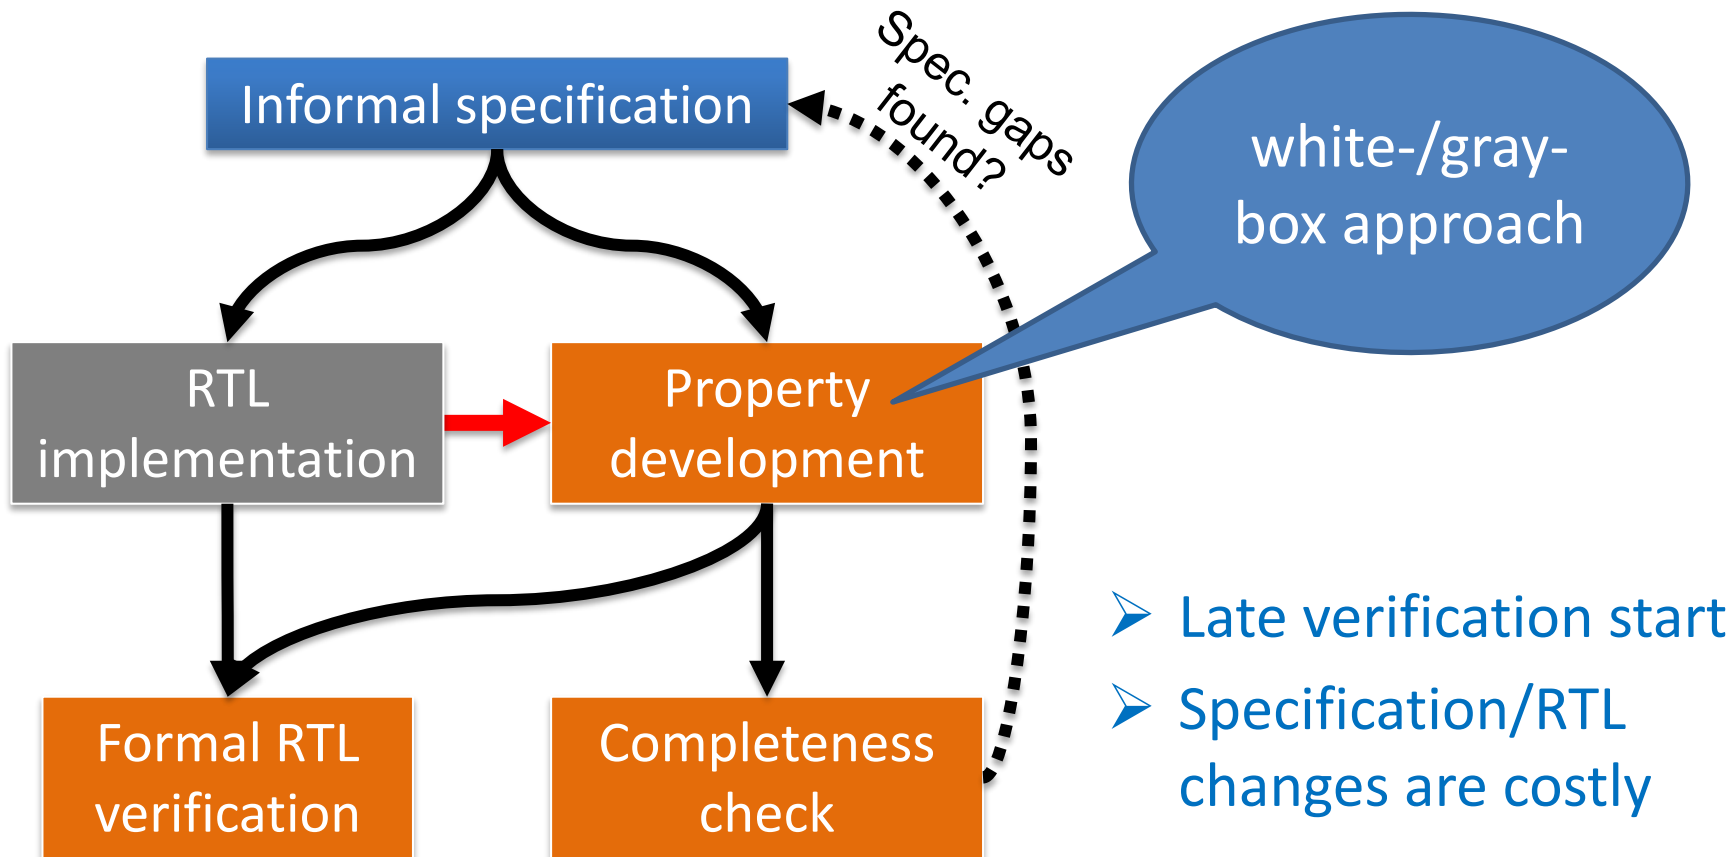 Informal specification
Spec. gaps
found?
white-/gray-
box approach
RTL
implementation
Property
development
Formal RTL
verification
Completeness
check
Late verification start
Specification/RTL
changes are costly